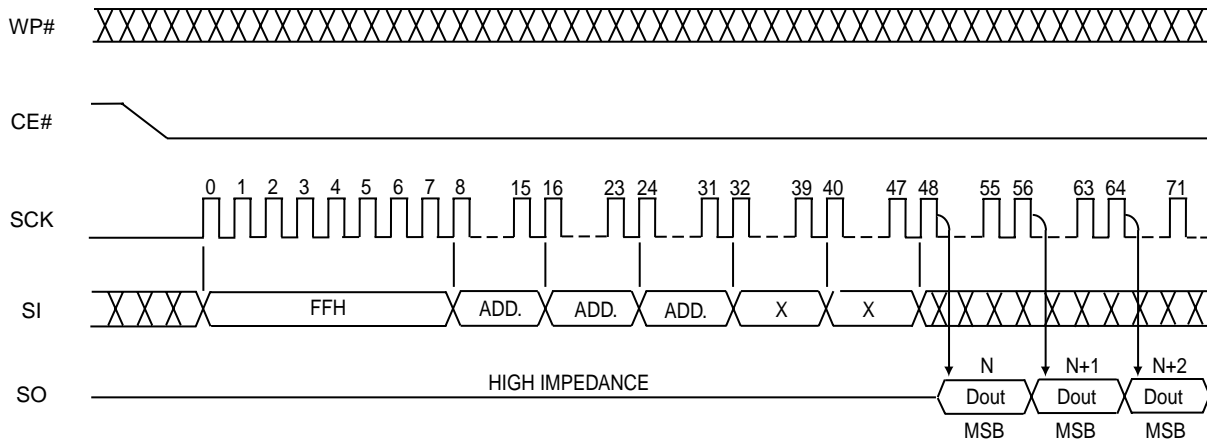 WP#
CE#
0 1 2 3 4 5 6 7 8 15 16 23 24 31 32 39 40 47 48 55 56 63 64 71
SCK
SI FFH ADD. ADD. ADD. X X
N N+1 N+2
HIGH IMPEDANCE
SO Dout Dout Dout
MSB MSB MSB